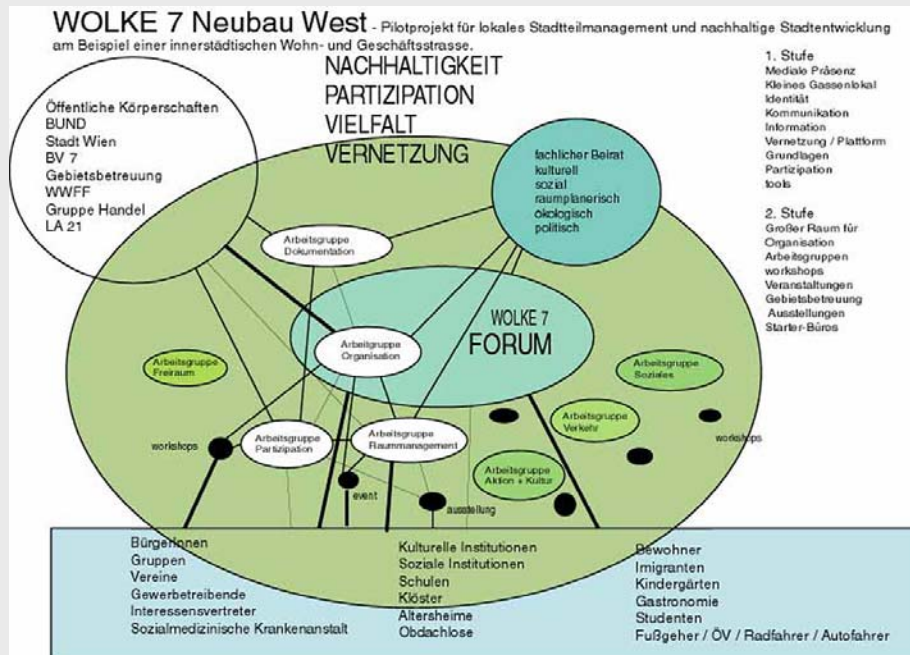 WOLKE 7 Neubau West - Pilotprojekt für lokales Stadtteilmanagement und nachhaltige Stadtentwicklung
am Beispiel einer innerstädtischen Wohn- und Geschäftsstrasse.
NACHHALTIGKEIT
PARTIZIPATION
VIELFALT
VERNETZUNG
Öffentliche Körperschaften
BUND
Stadt Wien
BV 7
Gebietsbetreuung
WWFF
Gruppe Handel
LA 21
fachlicher Beirat
kulturell
sozial
raumplanerisch
ökologisch
politisch
1. Stufe
Mediale Präsenz
Kleines Gassenlokal
Identität
Kommunikation
Information
Vernetzung / Plattform
Grundlagen
Partizipation
tools
2. Stufe
Großer Raum für
Organisation
Arbeitsgruppen
workshops
Veranstaltungen
Gebietsbetreuung
Ausstellungen
Starter-Büros
Arbeitsgruppe
Dokumentation
WOLKE 7
FORUM
Arbeitgruppe
Organisation
Arbeitsgruppe
Freiraum
Arbeitsgruppe
Soziales
Arbeitsgruppe
Verkehr
workshops
workshops
Arbeitsgruppe
Partizipation
Arbeitsgruppe
Raummanagement
Arbeitsgruppe
Aktion + Kultur
event
ausstellung
BürgerInnen
Gruppen
Vereine
Gewerbetreibende
Interessensvertreter
Sozialmedizinische Krankenanstalt
Kulturelle Institutionen
Soziale Institutionen
Schulen
Klöster
Altersheime
Obdachlose
Bewohner
Imigranten
Kindergärten
Gastronomie
Studenten
Fußgeher / ÖV / Radfahrer / Autofahrer